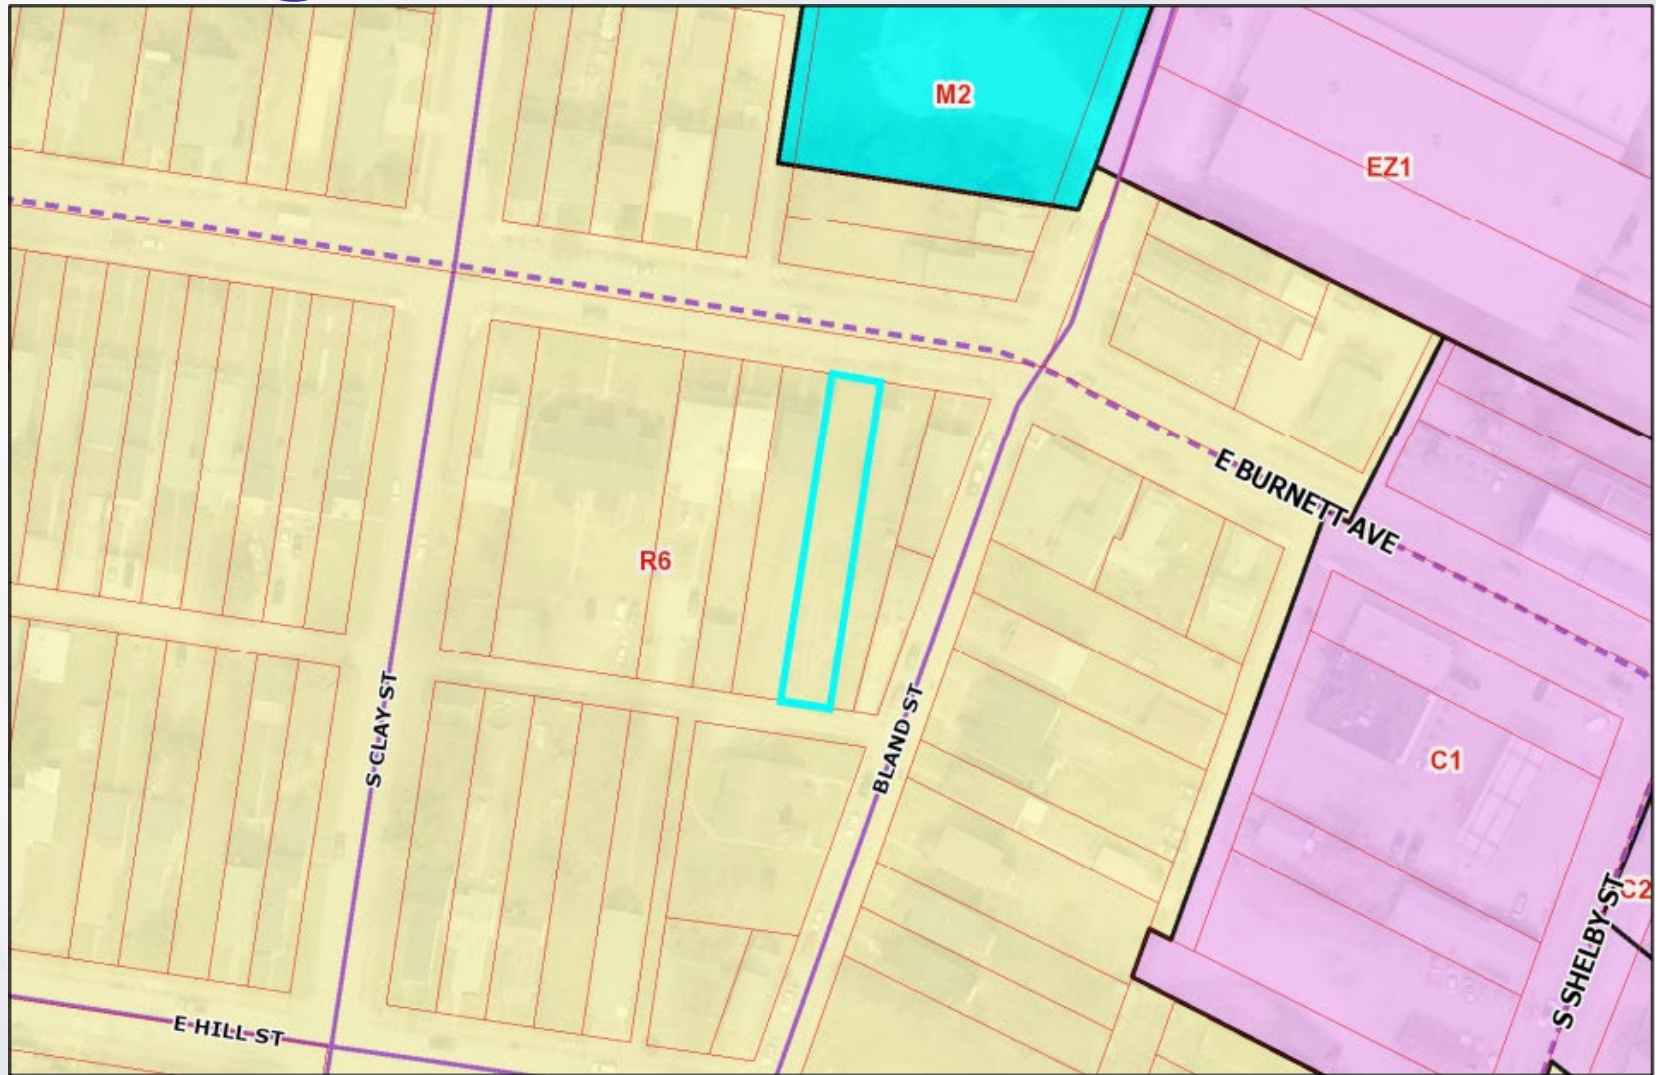 M2
EZ1
E BURNETT AVE
R6
S CLAY ST
BLAND ST
C1
C2
S SHELBY ST
E HILL ST